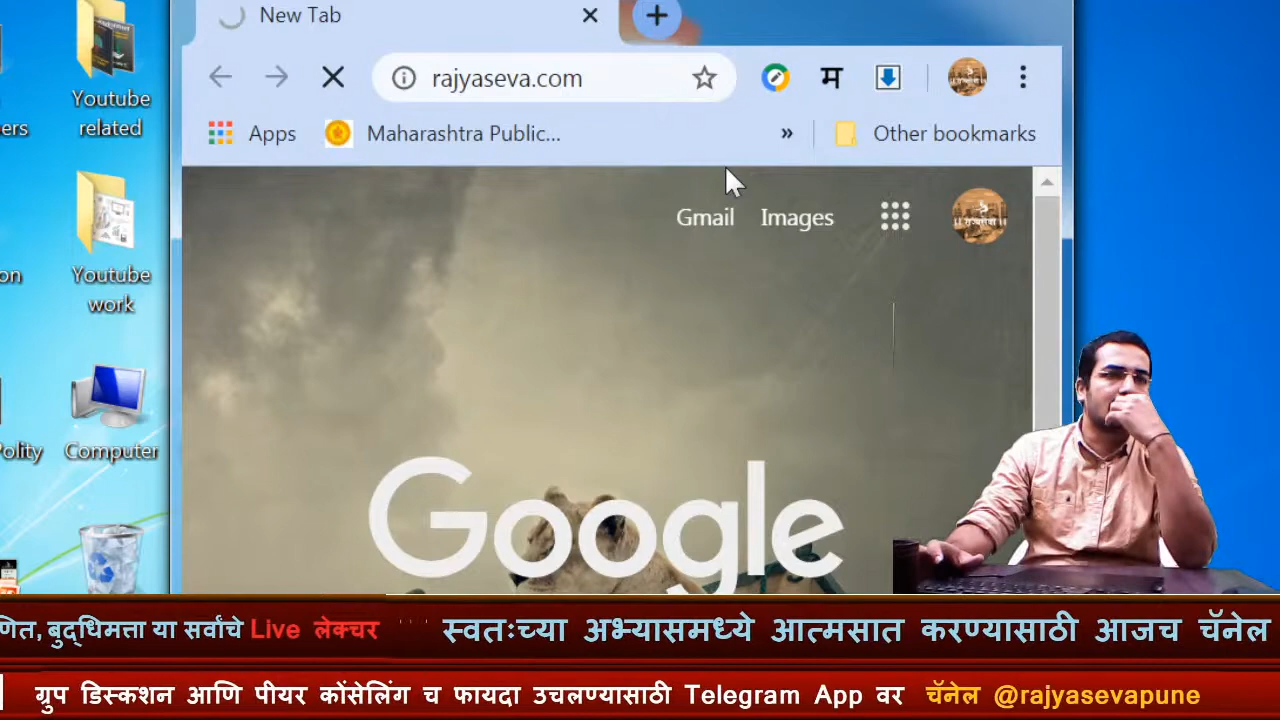 New Tab
Youtube
related
ers
rajyaseva.com
म
Apps
Maharashtra Public...
»
Other bookmarks
Gmail
Images
Youtube
work
on
Computer
Polity
Google
णित, बुद्धिमत्ता या सर्वांचे Live लेक्चर
स्वतःच्या अभ्यासमध्ये आत्मसात करण्यासाठी आजच चॅनेल
ग्रुप डिस्कशन आणि पीयर कोंसेलिंग च फायदा उचलण्यासाठी Telegram App वर चॅनेल @rajyasevapune